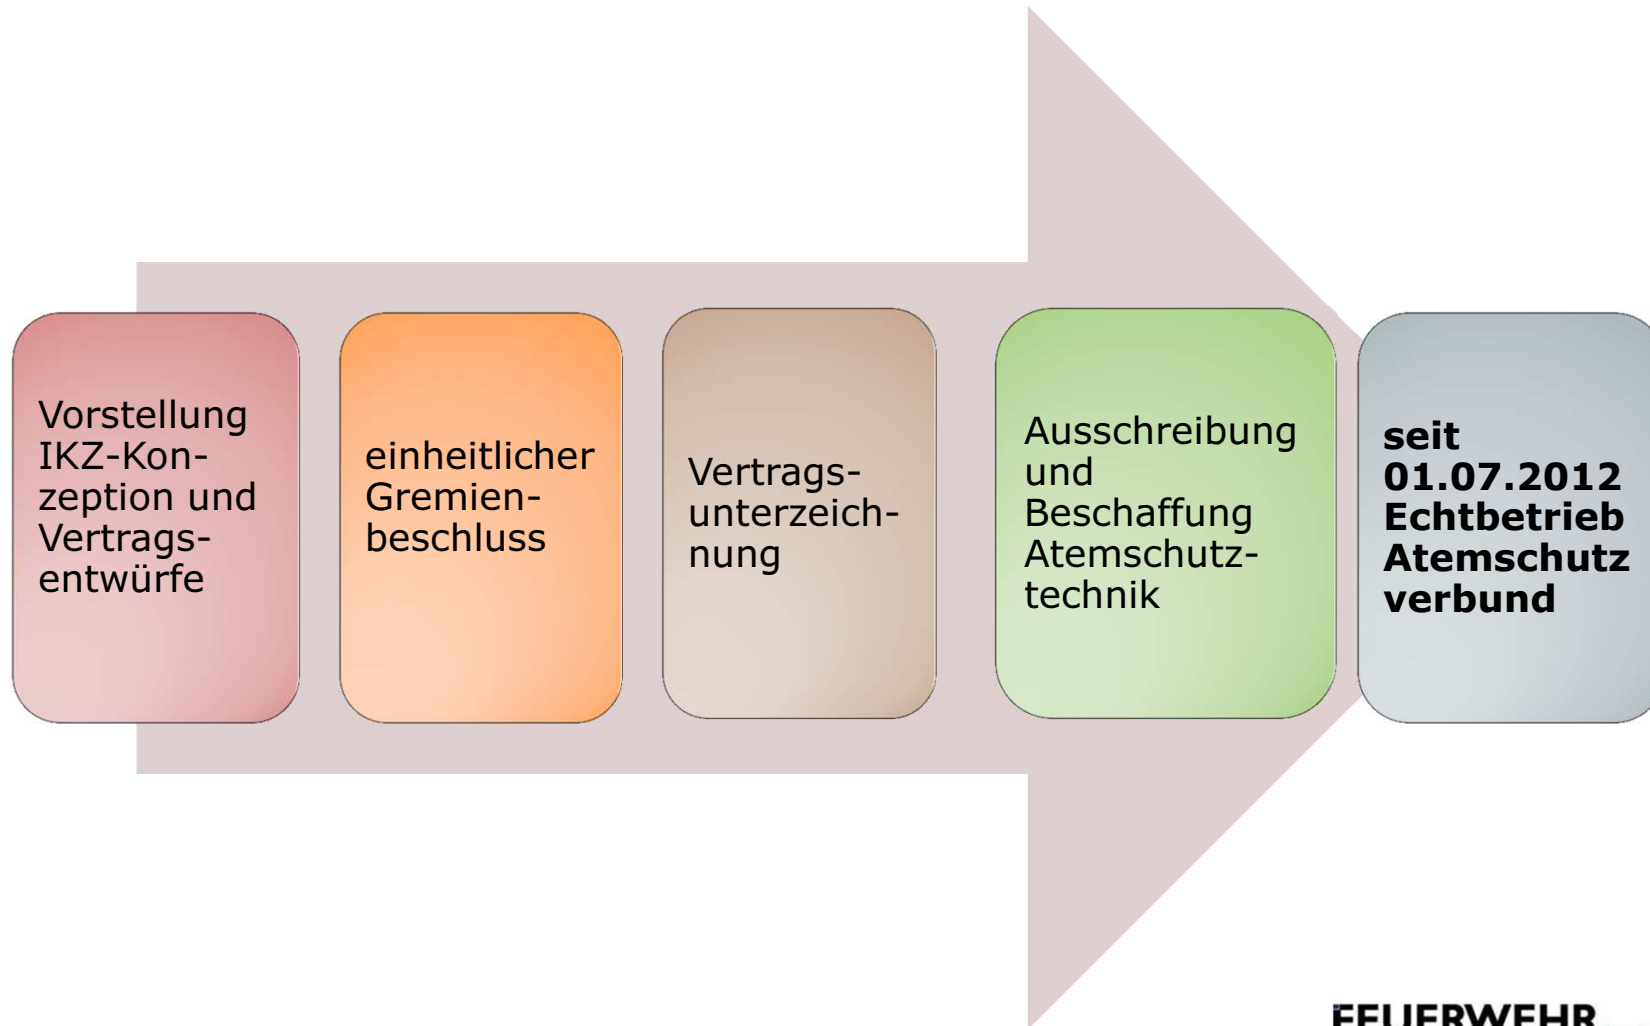 Vorstellung
IKZ-Kon-
zeption und
Vertrags-
entwürfe
einheitlicher
Gremien-
beschluss
Vertrags-
unterzeich-
nung
Ausschreibung
und
Beschaffung
Atemschutz-
technik
seit
01.07.2012
Echtbetrieb
Atemschutz
verbund
FEUERWEHR